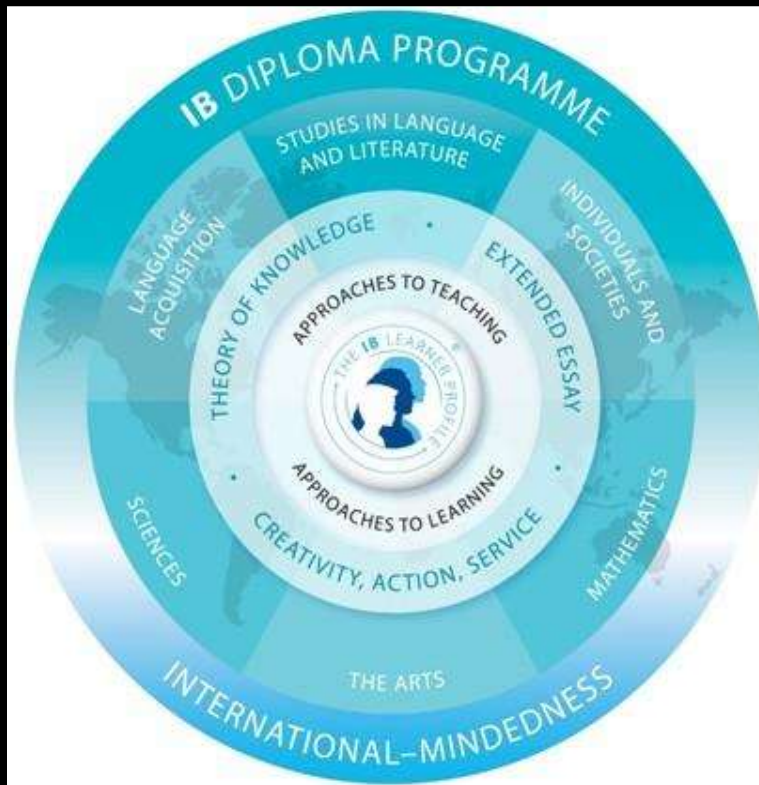 IB DIPLOMA PROGRAMME
STUDIES IN LANGUAGE
AND LITERATURE
LANGUAGE
ACQUISITION
INDIVIDUALS AND
SOCIETIES
THEORY OF KNOWLEDGE
EXTENDED ESSAY
APPROACHES TO TEACHING
THE IB LEARNER PROFILE
®
APPROACHES TO LEARNING
CREATIVITY, ACTION, SERVICE
SCIENCES
MATHEMATICS
THE ARTS
INTERNATIONAL–MINDEDNESS